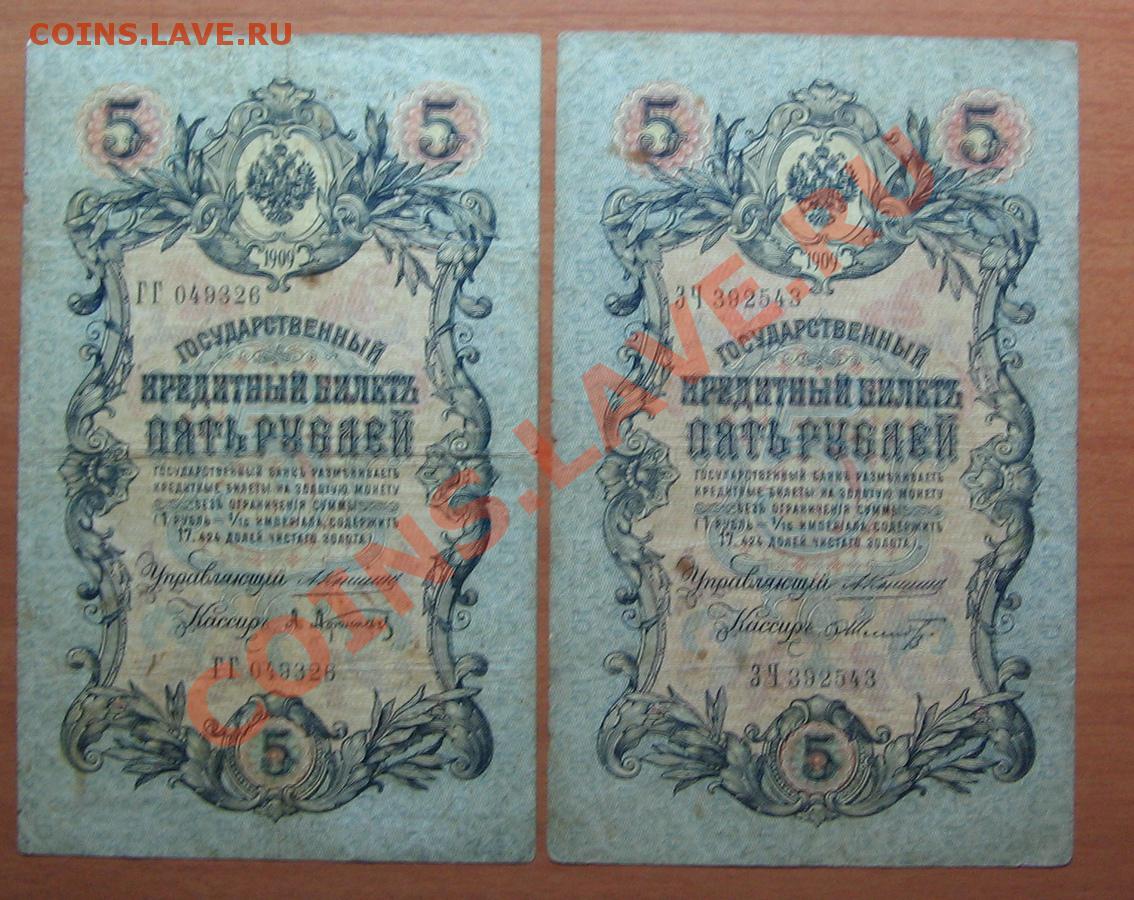 COINS.LAVE.RU
5 5
1909
ГГ 049326
ГОСУДАРСТВЕННЫЙ
КРЕДИТНЫЙ БИЛЕТЪ
ПЯТЬ РУБЛЕЙ
ГОСУДАРСТВЕННЫЙ БАНКЪ РАЗМѢНИВАЕТЪ
КРЕДИТНЫЕ БИЛЕТЫ НА ЗОЛОТУЮ МОНЕТУ
БЕЗЪ ОГРАНИЧЕНІЯ СУММЫ
(1 РУБЛЬ = 1/15 ИМПЕРІАЛА, СОДЕРЖИТЪ
17,424 ДОЛЕЙ ЧИСТАГО ЗОЛОТА).
Управляющій
Кассиръ
ГГ 049326
5
5 5
1909
ЗЧ 392543
ГОСУДАРСТВЕННЫЙ
КРЕДИТНЫЙ БИЛЕТЪ
ПЯТЬ РУБЛЕЙ
ГОСУДАРСТВЕННЫЙ БАНКЪ РАЗМѢНИВАЕТЪ
КРЕДИТНЫЕ БИЛЕТЫ НА ЗОЛОТУЮ МОНЕТУ
БЕЗЪ ОГРАНИЧЕНІЯ СУММЫ
(1 РУБЛЬ = 1/15 ИМПЕРІАЛА, СОДЕРЖИТЪ
17,424 ДОЛЕЙ ЧИСТАГО ЗОЛОТА).
Управляющій
Кассиръ
ЗЧ 392543
5
COINS.LAVE.RU